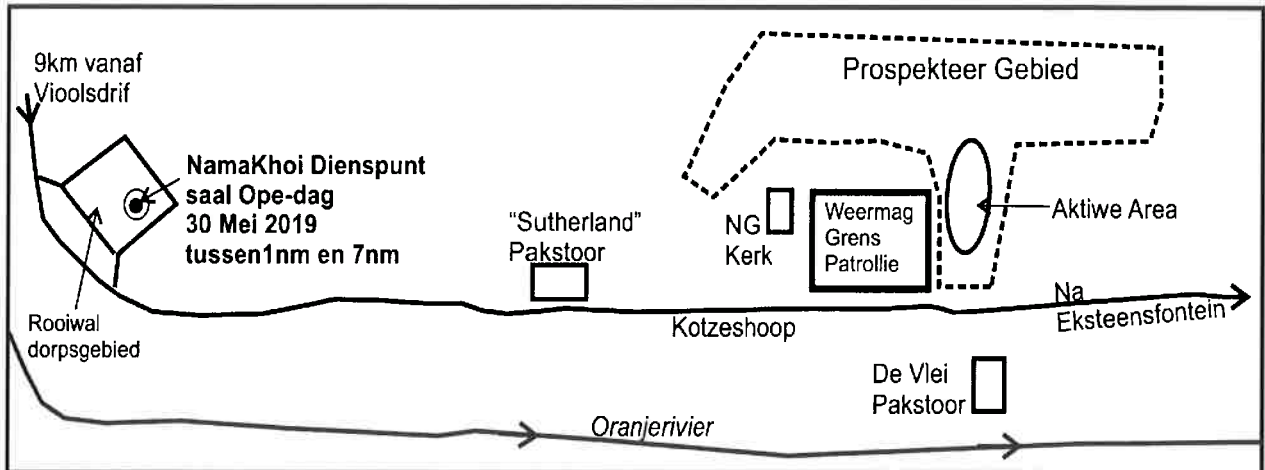 9km vanaf
Vioolsdrif
NamaKhoi Dienspunt
saal Ope-dag
30 Mei 2019
tussen1nm en 7nm
Rooiwal
dorpsgebied
"Sutherland"
Pakstoor
NG
Kerk
Weermag
Grens
Patrollie
Prospekteer Gebied
Aktiwe Area
Na
Eksteensfontein
Kotzeshoop
De Vlei
Pakstoor
Oranjerivier